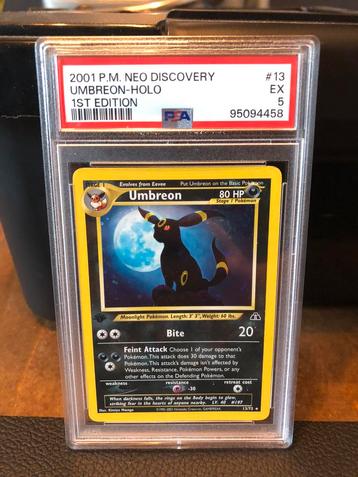 2001 P.M. NEO DISCOVERY #13
UMBREON-HOLO EX
1ST EDITION PSA 5
95094458
Evolves from Eevee Put Umbreon on the Basic Pokémon
Umbreon 80 HP
Stage 1 Pokémon
Moonlight Pokémon. Length: 3' 3", Weight: 60 lbs.
Bite 20
Feint Attack Choose 1 of your opponent's
Pokémon. This attack does 30 damage to that
Pokémon. This attack's damage isn't affected by
Weakness, Resistance, Pokémon Powers, or any
other effects on the Defending Pokémon.
weakness resistance retreat cost
-30
When darkness falls, the rings on the body begin to glow,
striking fear in the hearts of anyone nearby. LV. 40 #197
Illus. Kimiya Masago ©1995-2001 Nintendo, Creatures, GAMEFREAK. 13/75